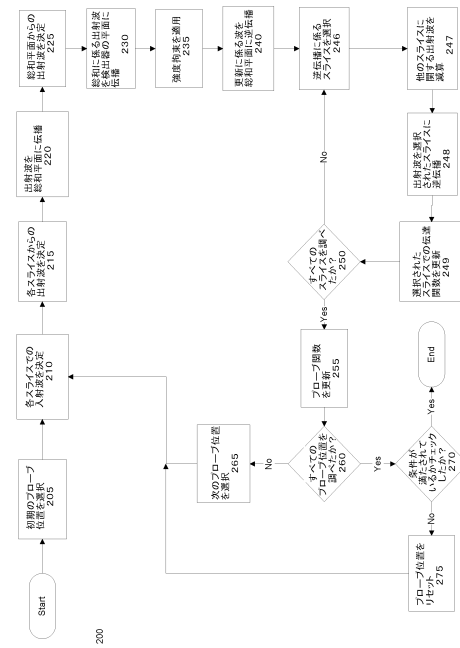 Start
初期のプローブ
位置を選択
205
各スライスでの
入射波を決定
210
各スライスからの
出射波を決定
215
出射波を
総和平面に伝播
220
総和平面からの
出射波を決定
225
総和に係る出射波
を検出器の平面に
伝播
230
強度拘束を適用
235
更新に係る波を
総和平面に逆伝播
240
逆伝播に係る
スライスを選択
246
他のスライスに
関する出射波を
減算
247
出射波を選択
されたスライスに
逆伝播
248
選択された
スライスでの伝達
関数を更新
249
すべての
スライスを調べ
たか?
250
No
Yes
プローブ関数
を更新
255
すべての
プローブ位置を
調べたか?
260
No
Yes
次のプローブ位置
を選択
265
条件が
満たされて
いるかチェック
したか?
270
Yes
No
End
プローブ位置を
リセット
275
200